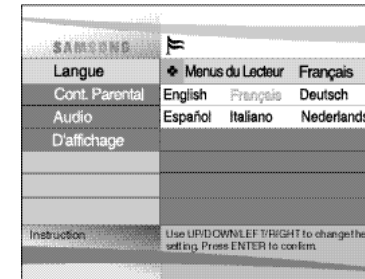 SAMSUNG
Langue
❖ Menus du Lecteur Français
Cont. Parental
English Français Deutsch
Audio
Español Italiano Nederlands
D'affichage
Instruction
Use UP/DOWN/LEFT/RIGHT to change the
setting. Press ENTER to confirm.